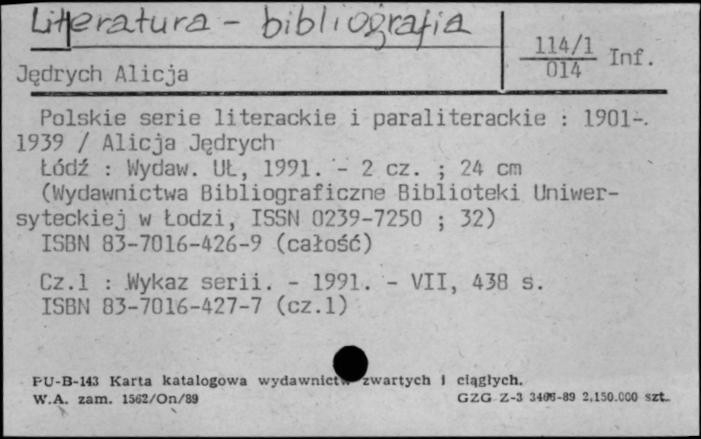 Literatura - bibliografia
114/1
014 Inf.
Jędrych Alicja
Polskie serie literackie i paraliterackie : 1901-
1939 / Alicja Jędrych
Łódź : Wydaw. UŁ, 1991. - 2 cz. ; 24 cm
(Wydawnictwa Bibliograficzne Biblioteki Uniwer-
syteckiej w Łodzi, ISSN 0239-7250 ; 32)
ISBN 83-7016-426-9 (całość)
Cz.1 : Wykaz serii. - 1991. - VII, 438 s.
ISBN 83-7016-427-7 (cz.1)
PU-B-143 Karta katalogowa wydawnictw zwartych i ciągłych.
W.A. zam. 1562/On/89 GZG Z-3 3406-89 2.150.000 szt.